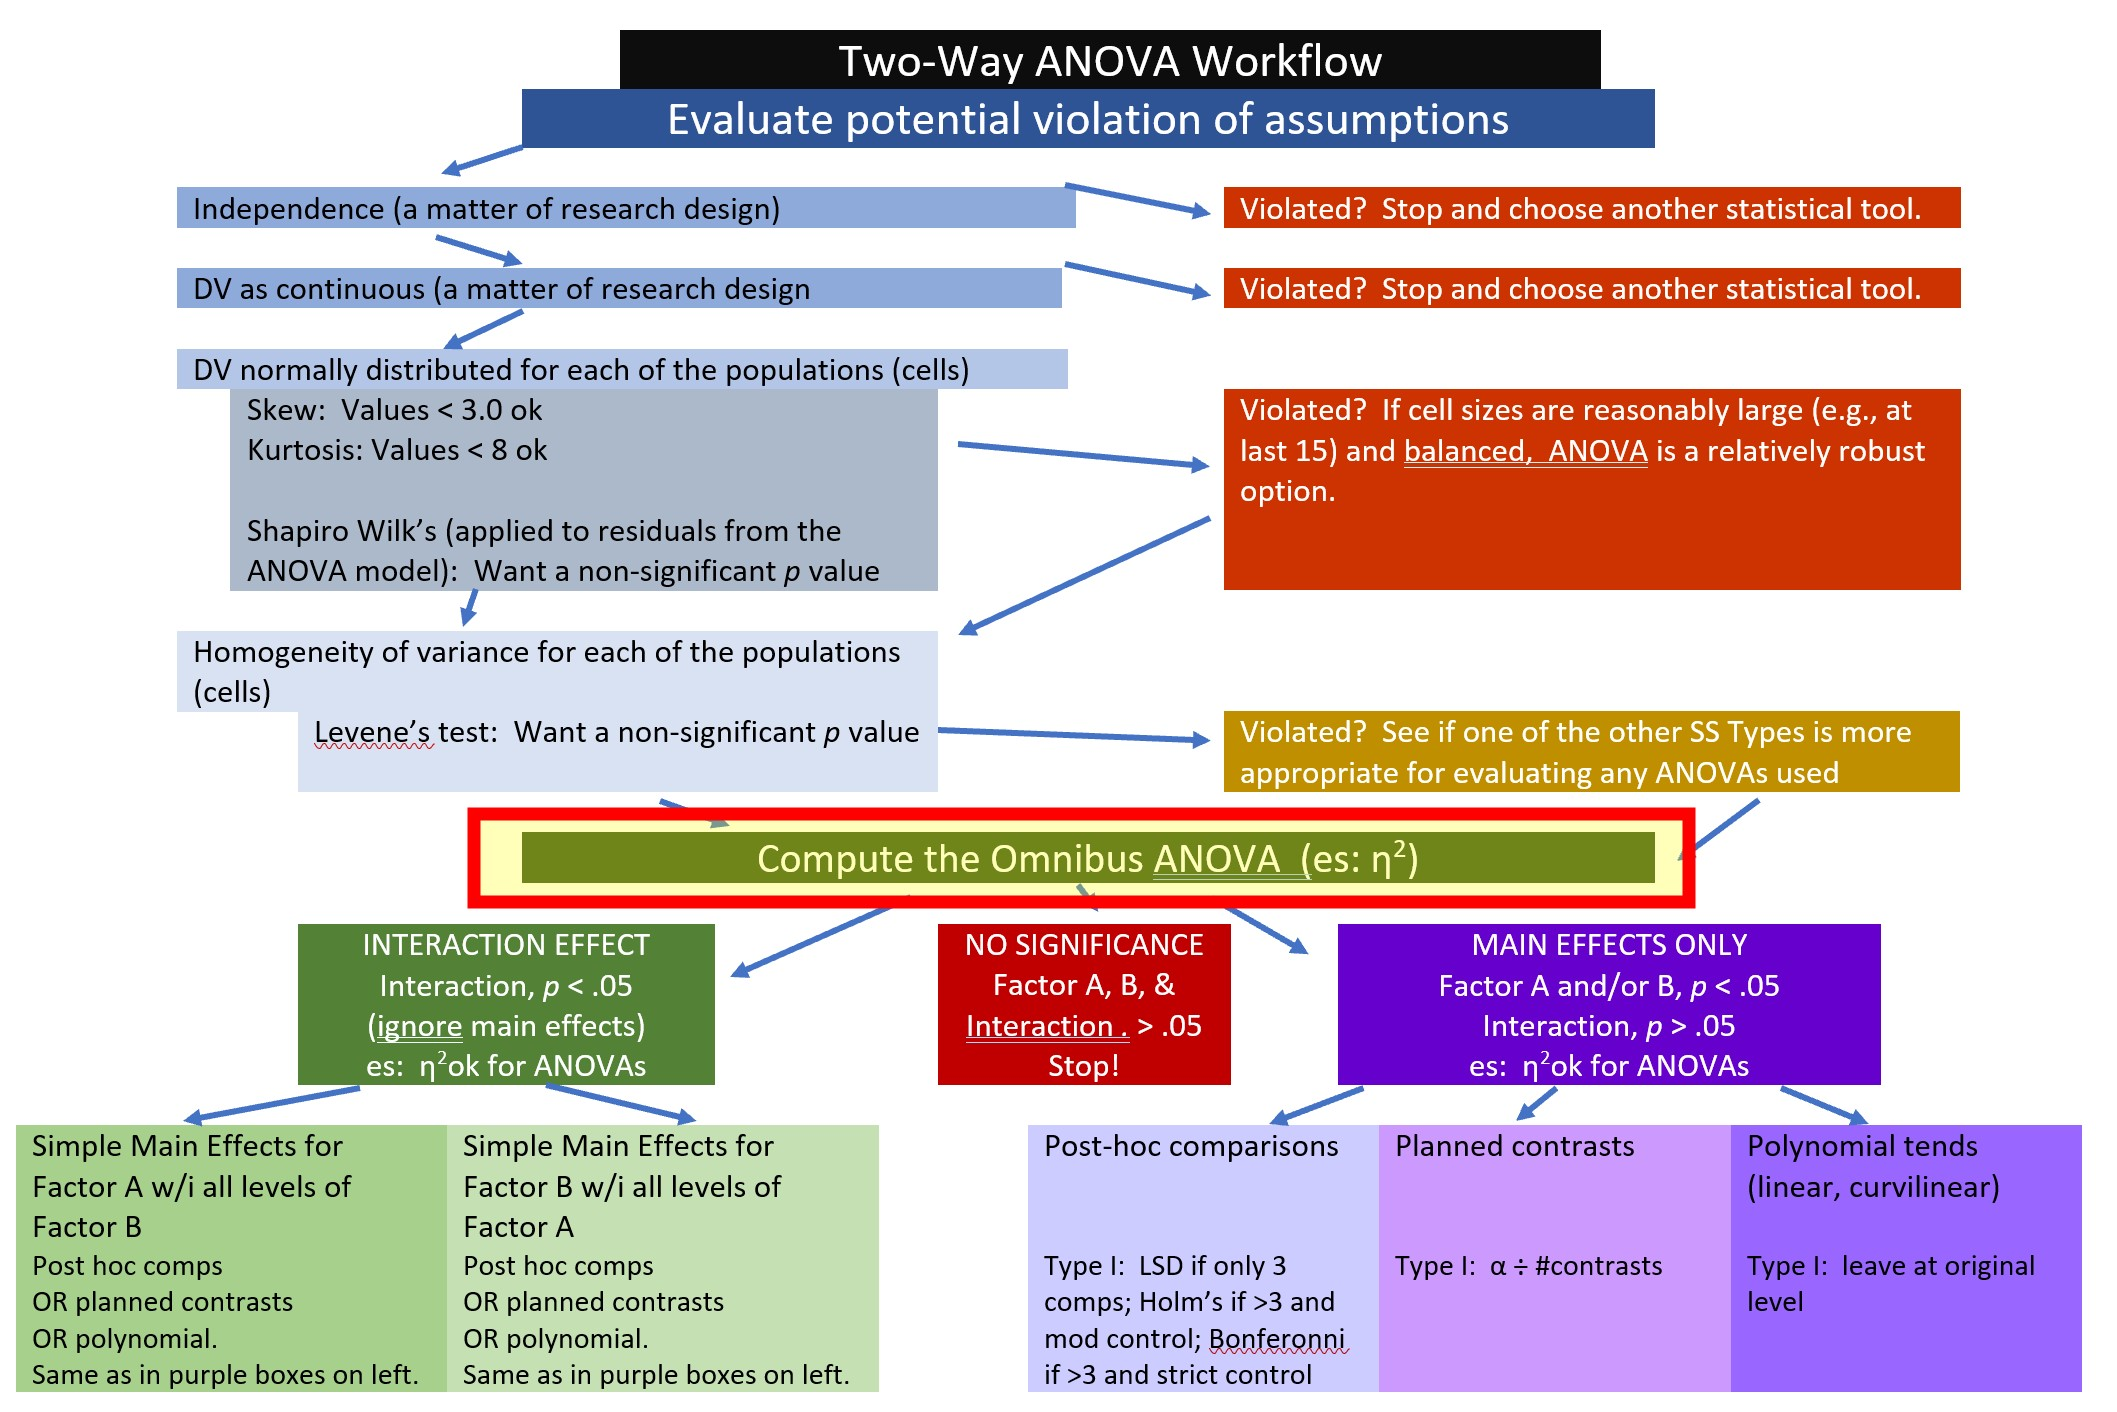 Two-Way ANOVA Workflow
Evaluate potential violation of assumptions
Independence (a matter of research design)
Violated?  Stop and choose another statistical tool.
DV as continuous (a matter of research design
Violated?  Stop and choose another statistical tool.
DV normally distributed for each of the populations (cells)
Skew:  Values < 3.0 ok
Kurtosis: Values < 8 ok
Shapiro Wilk’s (applied to residuals from the
ANOVA model):  Want a non-significant p value
Violated?  If cell sizes are reasonably large (e.g., at
last 15) and balanced,  ANOVA is a relatively robust
option.
Homogeneity of variance for each of the populations
(cells)
Levene’s test:  Want a non-significant p value
Violated?  See if one of the other SS Types is more
appropriate for evaluating any ANOVAs used
Compute the Omnibus ANOVA  (es: η²)
INTERACTION EFFECT
Interaction, p < .05
(ignore main effects)
es:  η²ok for ANOVAs
NO SIGNIFICANCE
Factor A, B, &
Interaction . > .05
Stop!
MAIN EFFECTS ONLY
Factor A and/or B, p < .05
Interaction, p > .05
es:  η²ok for ANOVAs
Simple Main Effects for
Factor A w/i all levels of
Factor B
Post hoc comps
OR planned contrasts
OR polynomial.
Same as in purple boxes on left.
Simple Main Effects for
Factor B w/i all levels of
Factor A
Post hoc comps
OR planned contrasts
OR polynomial.
Same as in purple boxes on left.
Post-hoc comparisons
Type I:  LSD if only 3
comps; Holm’s if >3 and
mod control; Bonferonni
if >3 and strict control
Planned contrasts
Type I:  α ÷ #contrasts
Polynomial tends
(linear, curvilinear)
Type I:  leave at original
level